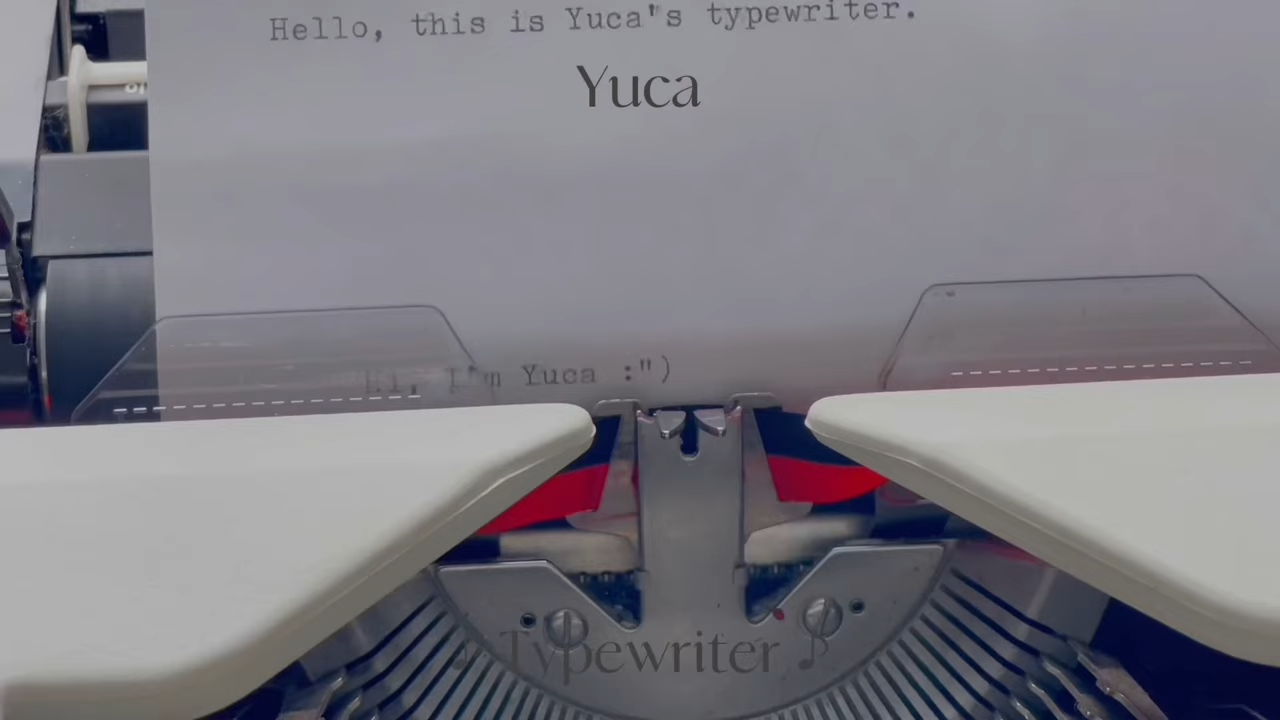 Hello, this is Yuca's typewriter.
Yuca
Hi, I'm Yuca :")
♪ Typewriter ♪